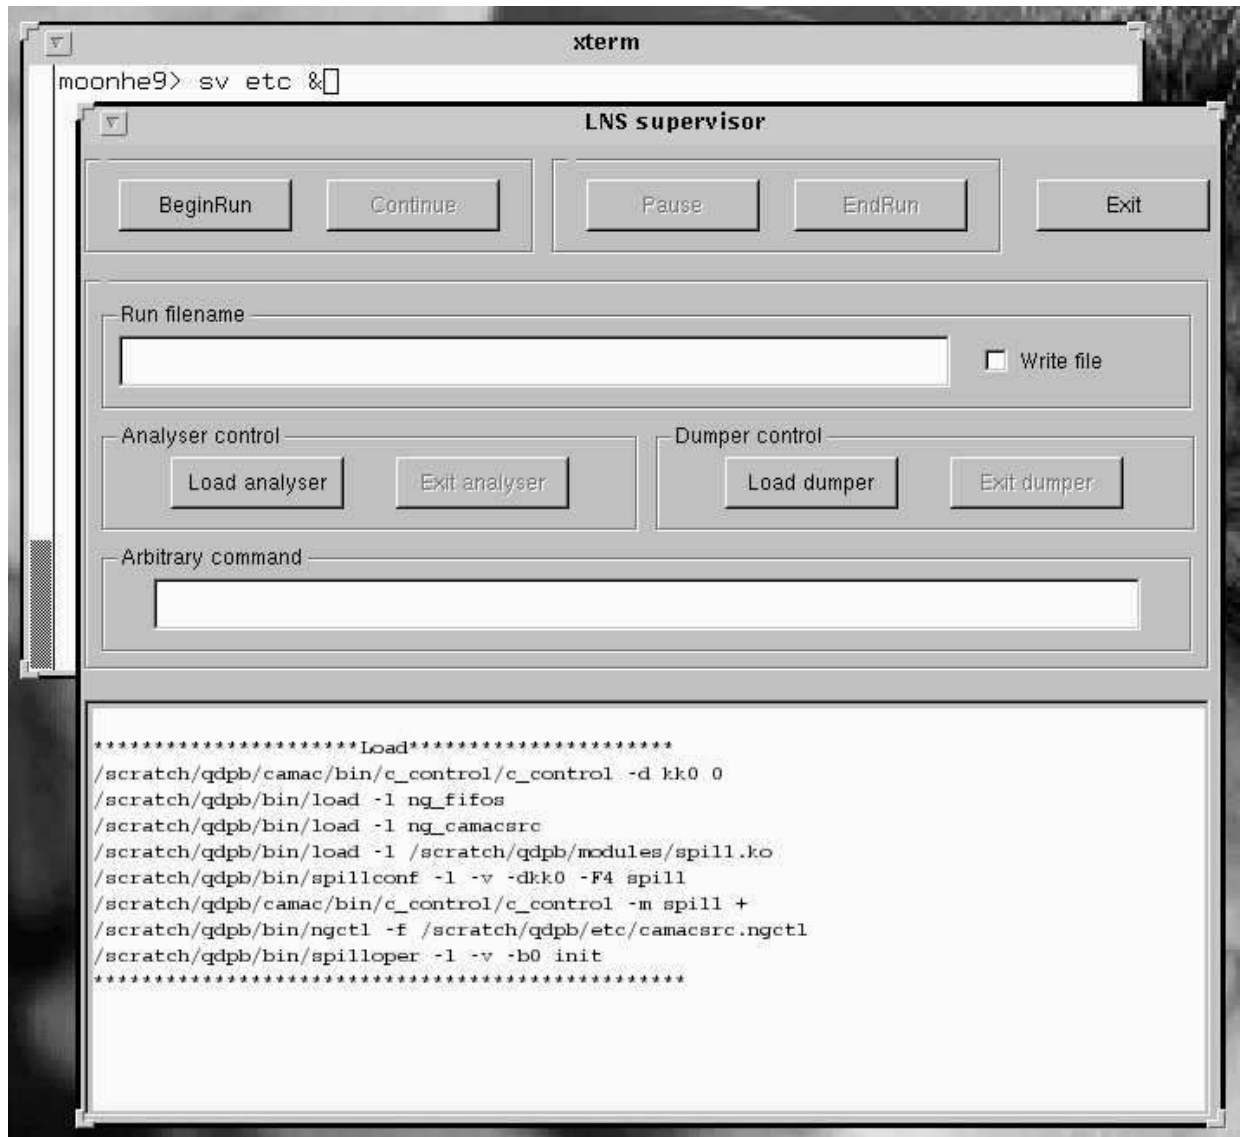 xterm
moonhe9> sv etc &
LNS supervisor
BeginRun Continue Pause EndRun Exit
Run filename
Write file
Analyser control Dumper control
Load analyser Exit analyser Load dumper Exit dumper
Arbitrary command
**********************Load**********************
/scratch/qdpb/camac/bin/c_control/c_control -d kk0 0
/scratch/qdpb/bin/load -l ng_fifos
/scratch/qdpb/bin/load -l ng_camacsrc
/scratch/qdpb/bin/load -l /scratch/qdpb/modules/spill.ko
/scratch/qdpb/bin/spillconf -l -v -dkk0 -F4 spill
/scratch/qdpb/camac/bin/c_control/c_control -m spill +
/scratch/qdpb/bin/ngctl -f /scratch/qdpb/etc/camacsrc.ngctl
/scratch/qdpb/bin/spilloper -l -v -b0 init
*************************************************